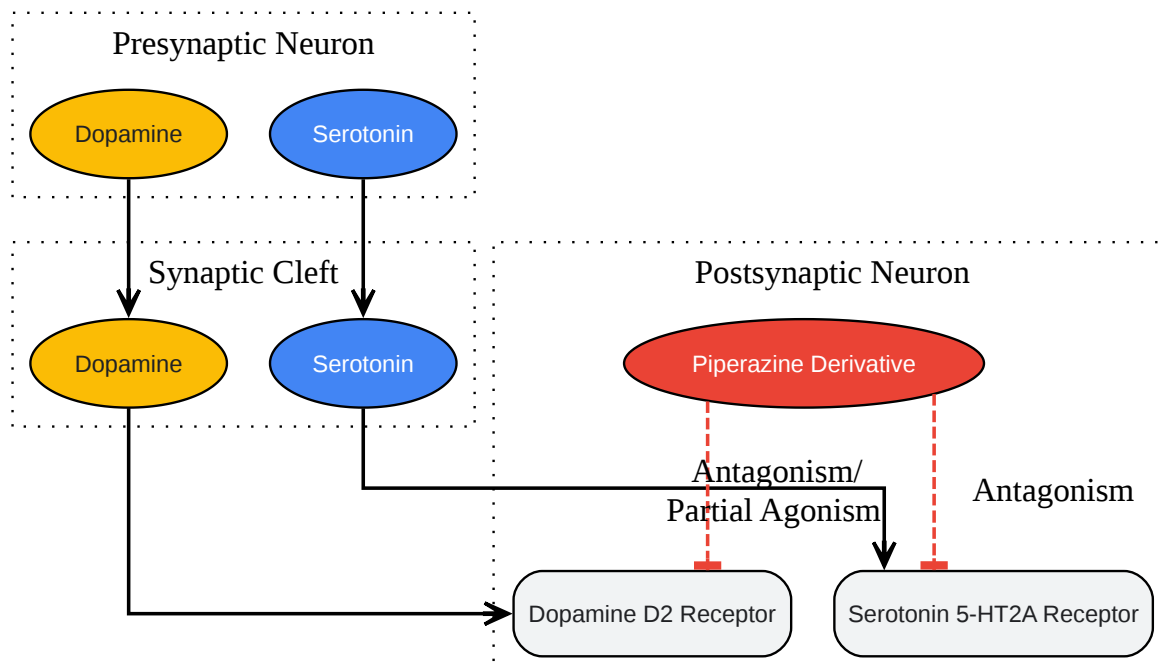 Presynaptic Neuron
Dopamine
Serotonin
Synaptic Cleft
Postsynaptic Neuron
Dopamine
Serotonin
Piperazine Derivative
Antagonism/
Partial Agonism
Antagonism
Dopamine D2 Receptor
Serotonin 5-HT2A Receptor